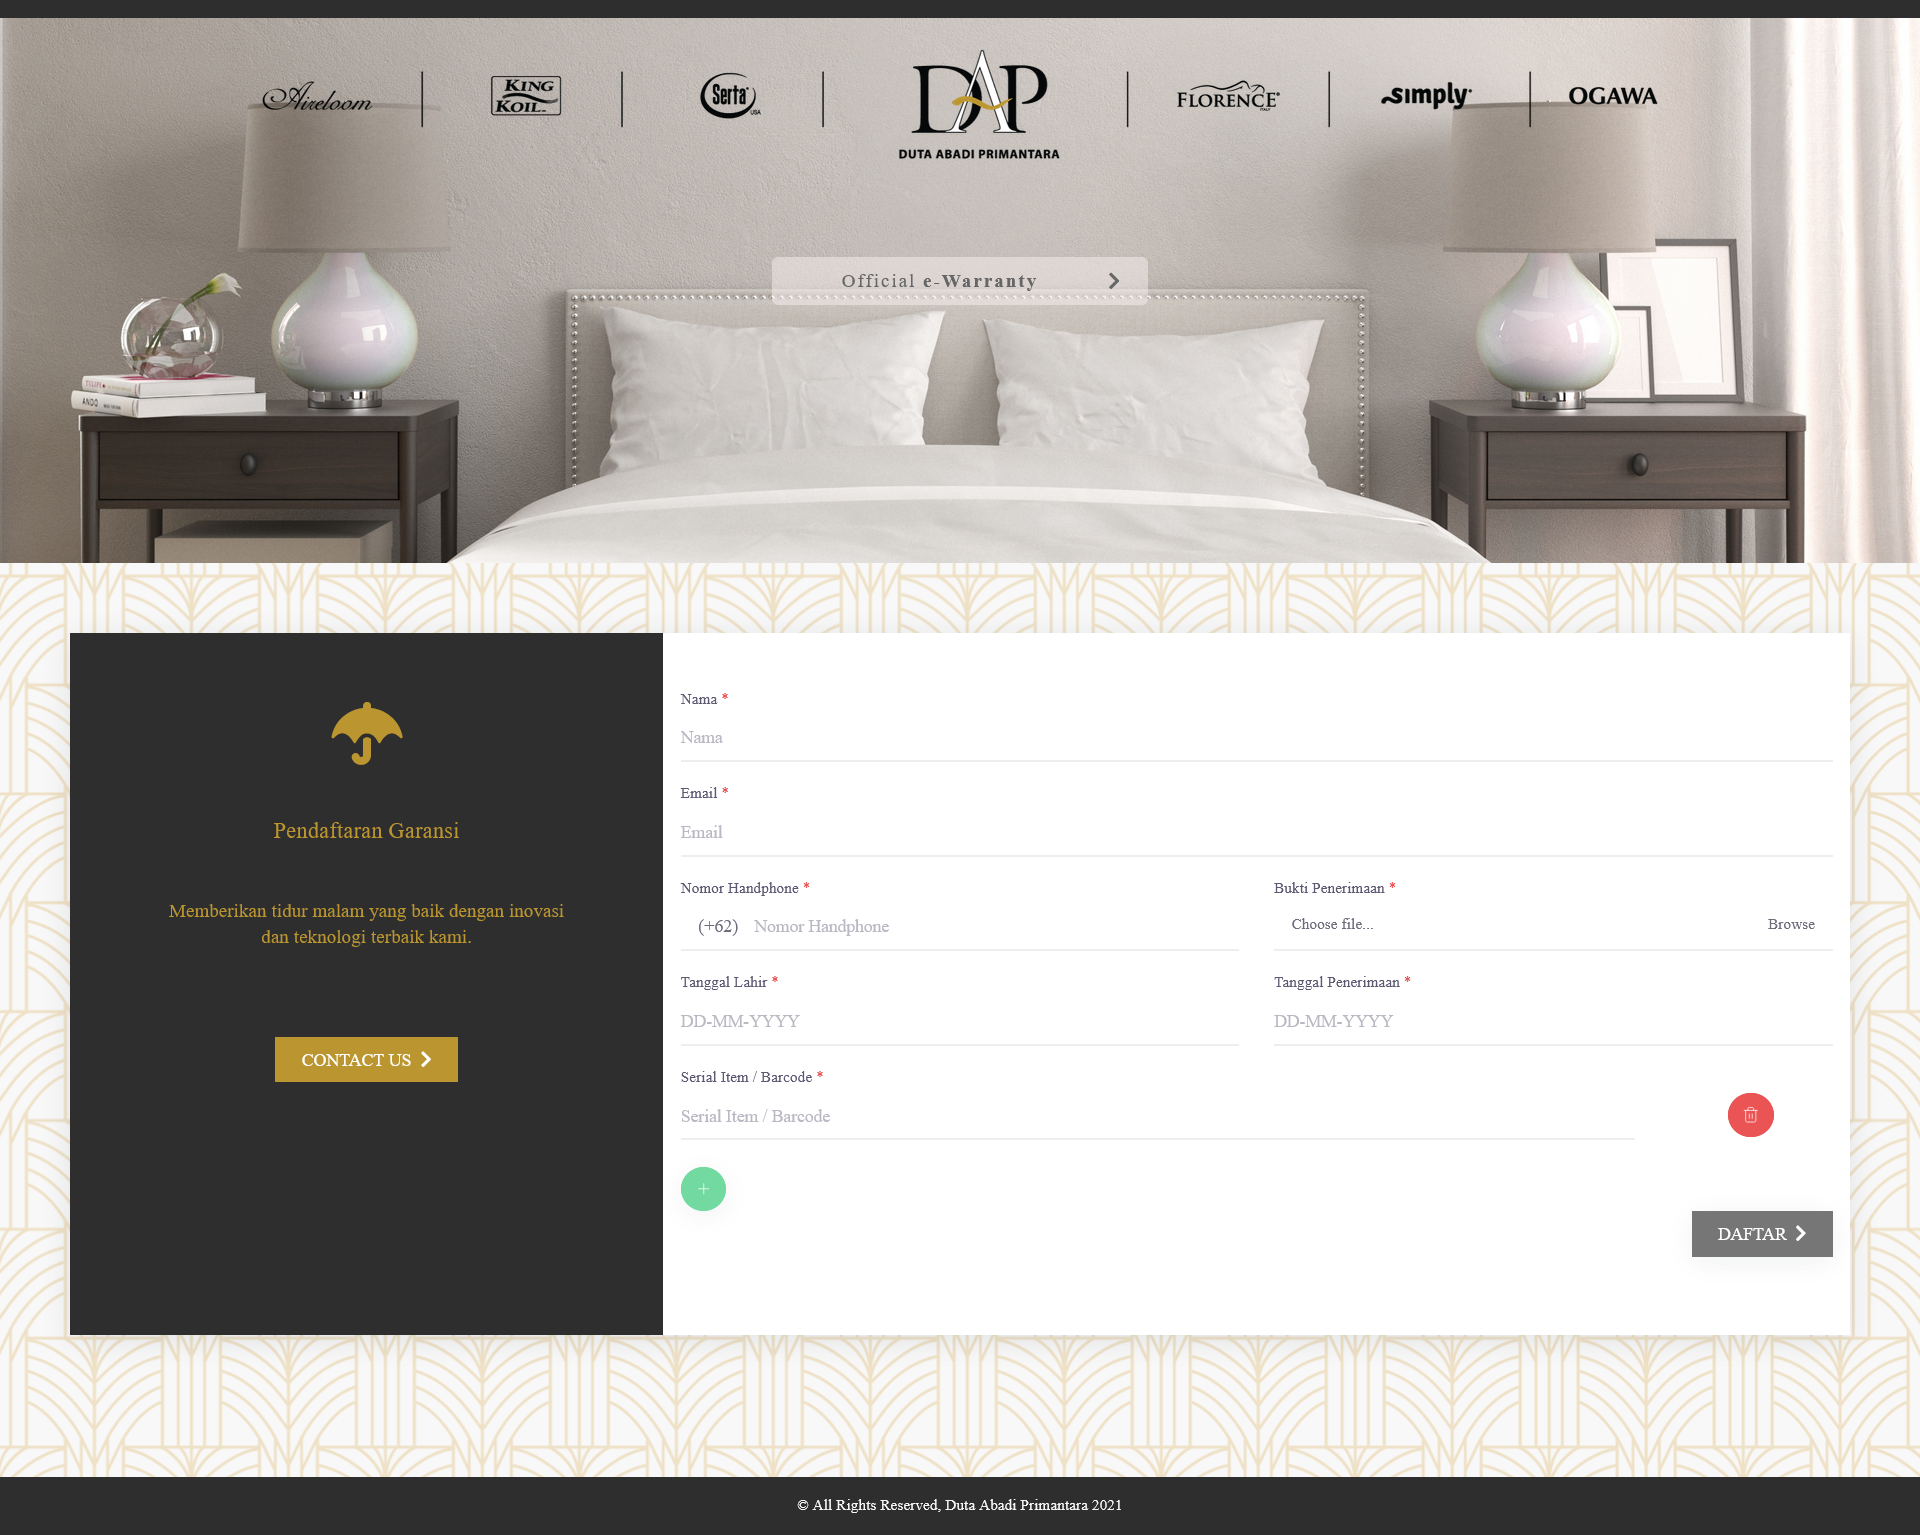 Aireloom
KING KOIL
Serta USA
DAP
DUTA ABADI PRIMANTARA
FLORENCE ITALY
simply
OGAWA
Official e-Warranty
TULIPE
ANDO
Pendaftaran Garansi
Memberikan tidur malam yang baik dengan inovasi
dan teknologi terbaik kami.
CONTACT US
Nama *
Nama
Email *
Email
Nomor Handphone *
(+62) Nomor Handphone
Bukti Penerimaan *
Choose file... Browse
Tanggal Lahir *
DD-MM-YYYY
Tanggal Penerimaan *
DD-MM-YYYY
Serial Item / Barcode *
Serial Item / Barcode
DAFTAR
© All Rights Reserved, Duta Abadi Primantara 2021